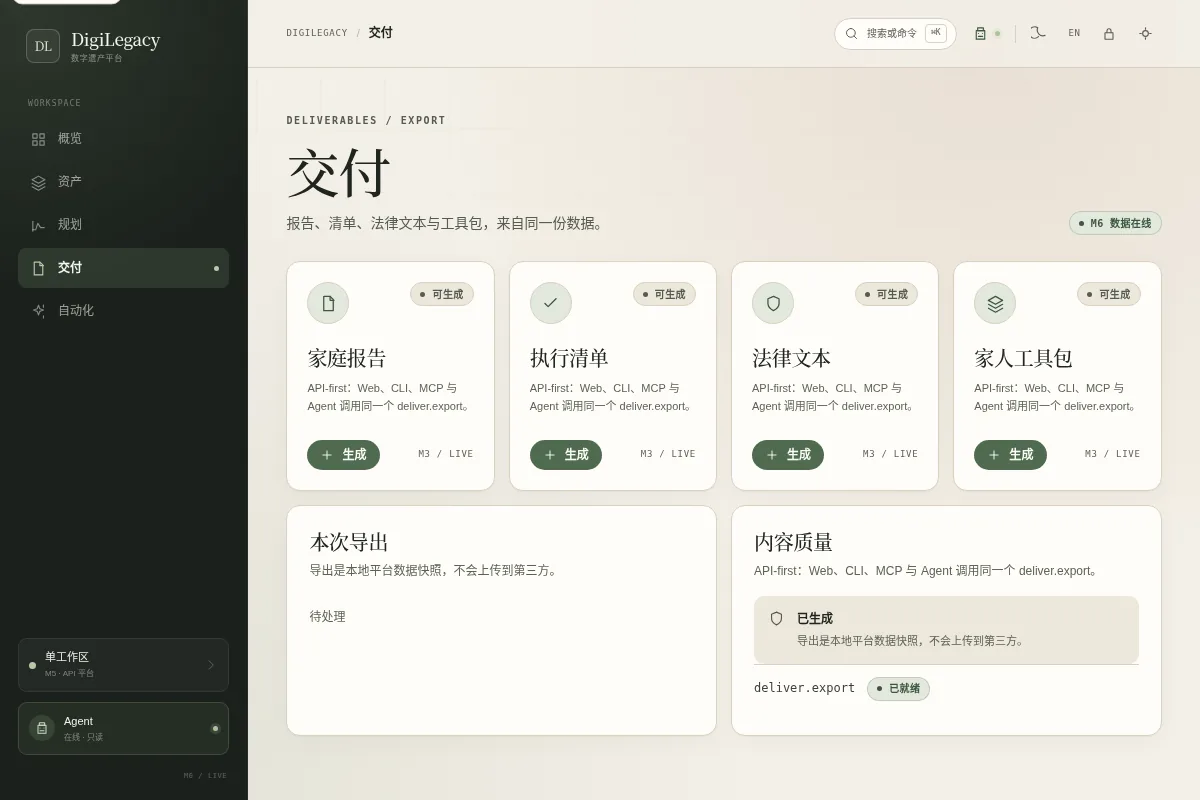 DL
DigiLegacy
数字遗产平台
WORKSPACE
概览
资产
规划
交付
自动化
单工作区
M5 · API 平台
Agent
在线 · 只读
M0 / LIVE
DIGILEGACY / 交付
搜索或命令 ⌘K
EN
DELIVERABLES / EXPORT
交付
报告、清单、法律文本与工具包，来自同一份数据。
M6 数据在线
可生成
家庭报告
API-first：Web、CLI、MCP 与
Agent 调用同一个 deliver.export。
生成
M3 / LIVE
可生成
执行清单
API-first：Web、CLI、MCP 与
Agent 调用同一个 deliver.export。
生成
M3 / LIVE
可生成
法律文本
API-first：Web、CLI、MCP 与
Agent 调用同一个 deliver.export。
生成
M3 / LIVE
可生成
家人工具包
API-first：Web、CLI、MCP 与
Agent 调用同一个 deliver.export。
生成
M3 / LIVE
本次导出
导出是本地平台数据快照，不会上传到第三方。
待处理
内容质量
API-first：Web、CLI、MCP 与 Agent 调用同一个 deliver.export。
已生成
导出是本地平台数据快照，不会上传到第三方。
deliver.export 已就绪